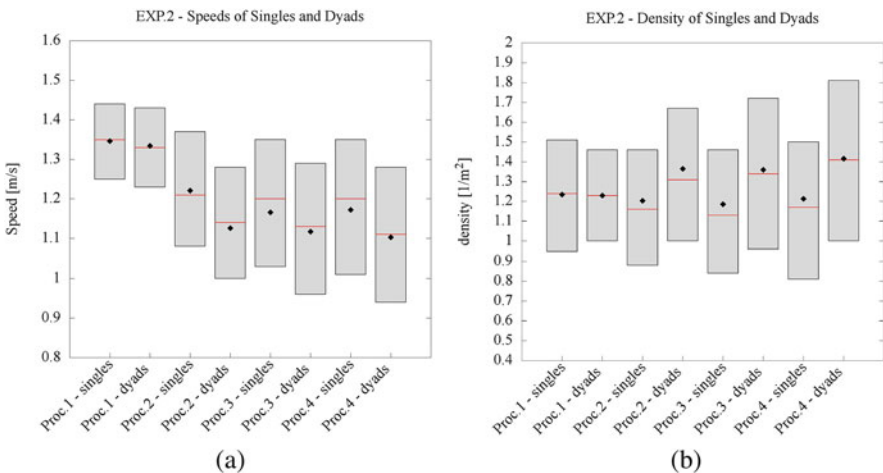 EXP.2 - Speeds of Singles and Dyads
Speed [m/s]
1.6
1.5
1.4
1.3
1.2
1.1
1
0.9
0.8
Proc.1 - singles
Proc.1 - dyads
Proc.2 - singles
Proc.2 - dyads
Proc.3 - singles
Proc.3 - dyads
Proc.4 - singles
Proc.4 - dyads
(a)
EXP.2 - Density of Singles and Dyads
density [1/m²]
2
1.9
1.8
1.7
1.6
1.5
1.4
1.3
1.2
1.1
1
0.9
0.8
0.7
0.6
0.5
0.4
Proc.1 - singles
Proc.1 - dyads
Proc.2 - singles
Proc.2 - dyads
Proc.3 - singles
Proc.3 - dyads
Proc.4 - singles
Proc.4 - dyads
(b)